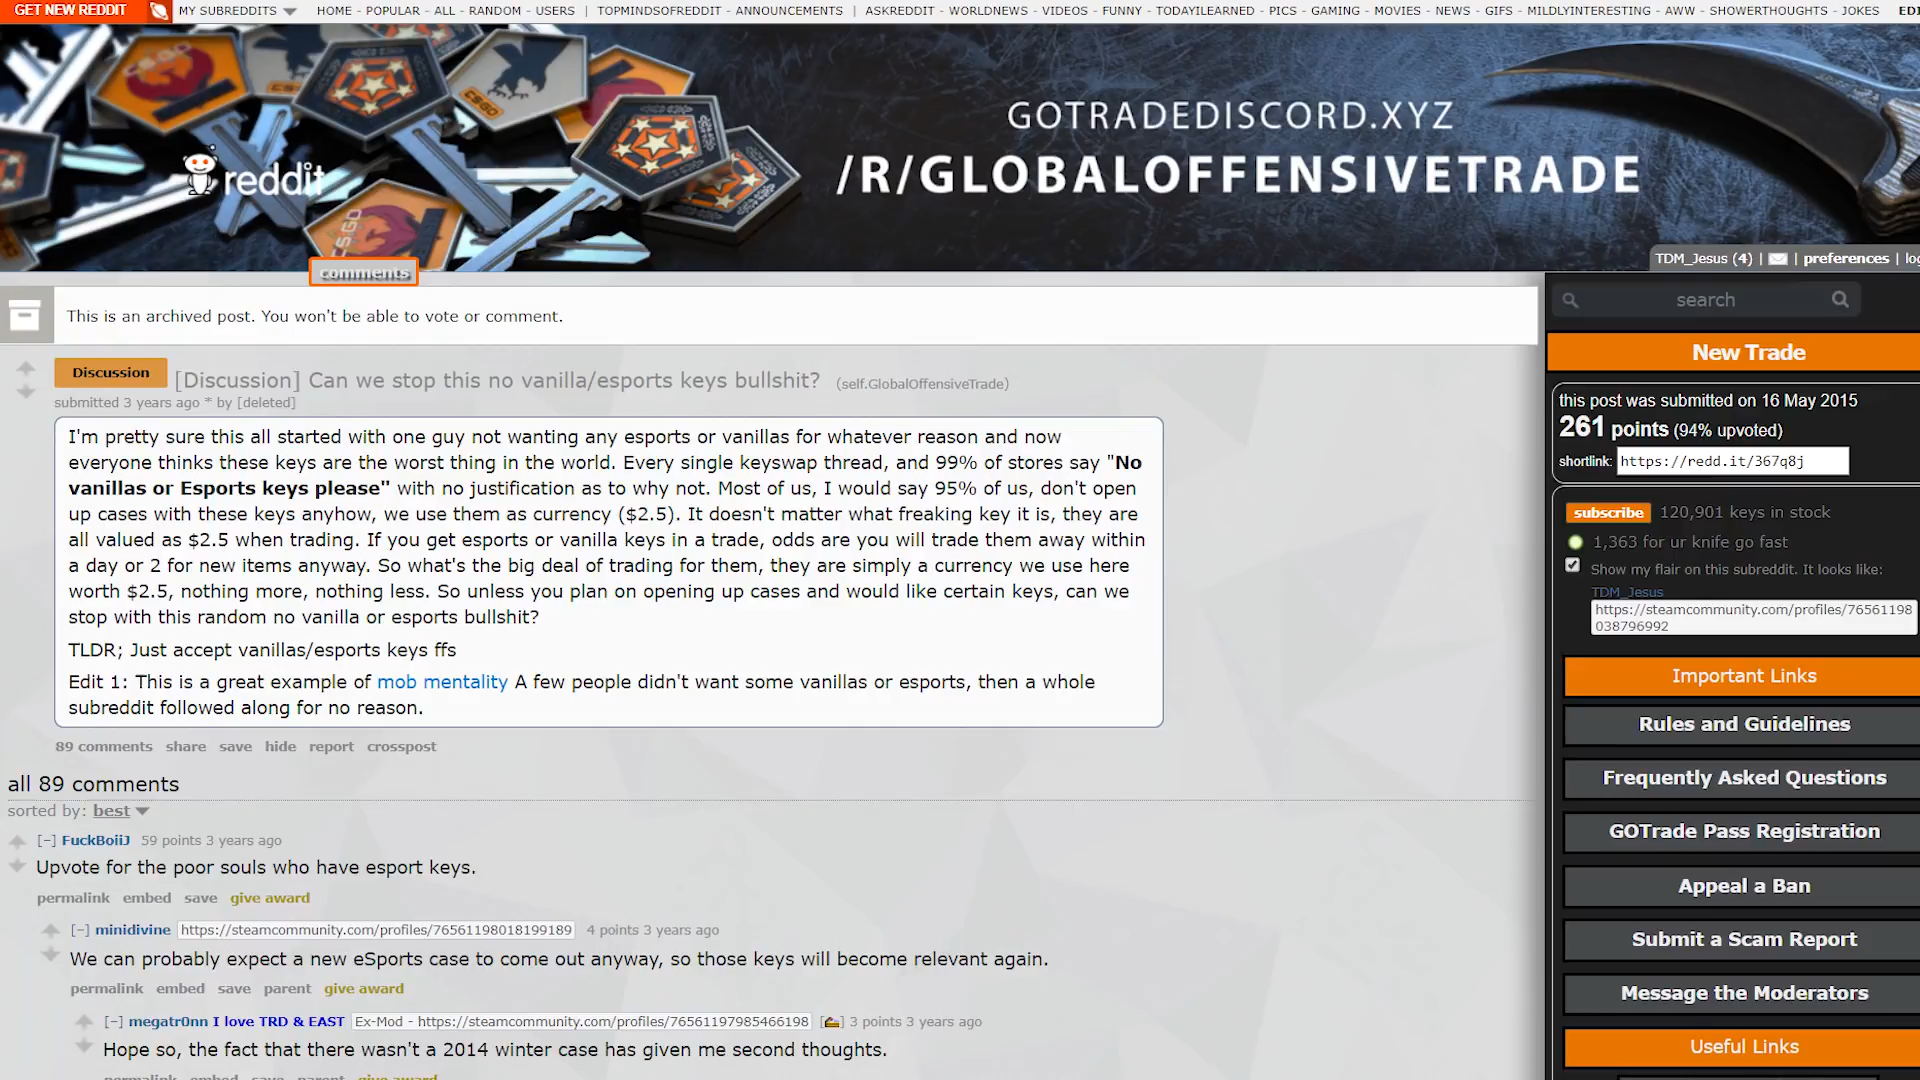 GET NEW REDDIT
MY SUBREDDITS
HOME - POPULAR - ALL - RANDOM - USERS | TOPMINDSOFREDDIT - ANNOUNCEMENTS | ASKREDDIT - WORLDNEWS - VIDEOS - FUNNY - TODAYILEARNED - PICS - GAMING - MOVIES - NEWS - GIFS - MILDLYINTERESTING - AWW - SHOWERTHOUGHTS - JOKES
CS:GO
reddit
GOTRADEDISCORD.XYZ
/R/GLOBALOFFENSIVETRADE
comments
TDM_Jesus (4) | preferences |
This is an archived post. You won't be able to vote or comment.
Discussion
[Discussion] Can we stop this no vanilla/esports keys bullshit? (self.GlobalOffensiveTrade)
submitted 3 years ago * by [deleted]
I'm pretty sure this all started with one guy not wanting any esports or vanillas for whatever reason and now
everyone thinks these keys are the worst thing in the world. Every single keyswap thread, and 99% of stores say "No
vanillas or Esports keys please" with no justification as to why not. Most of us, I would say 95% of us, don't open
up cases with these keys anyhow, we use them as currency ($2.5). It doesn't matter what freaking key it is, they are
all valued as $2.5 when trading. If you get esports or vanilla keys in a trade, odds are you will trade them away within
a day or 2 for new items anyway. So what's the big deal of trading for them, they are simply a currency we use here
worth $2.5, nothing more, nothing less. So unless you plan on opening up cases and would like certain keys, can we
stop with this random no vanilla or esports bullshit?
TLDR; Just accept vanillas/esports keys ffs
Edit 1: This is a great example of mob mentality A few people didn't want some vanillas or esports, then a whole
subreddit followed along for no reason.
89 comments share save hide report crosspost
all 89 comments
sorted by: best
[–] FuckBoiiJ 59 points 3 years ago
Upvote for the poor souls who have esport keys.
permalink embed save give award
[–] minidivine https://steamcommunity.com/profiles/76561198018199189 4 points 3 years ago
We can probably expect a new eSports case to come out anyway, so those keys will become relevant again.
permalink embed save parent give award
[–] megatr0nn I love TRD & EAST Ex-Mod - https://steamcommunity.com/profiles/76561197985466198 [] 3 points 3 years ago
Hope so, the fact that there wasn't a 2014 winter case has given me second thoughts.
permalink embed save parent give award
search
New Trade
this post was submitted on 16 May 2015
261 points (94% upvoted)
shortlink: https://redd.it/367q8j
subscribe 120,901 keys in stock
1,363 for ur knife go fast
Show my flair on this subreddit. It looks like:
TDM_Jesus
https://steamcommunity.com/profiles/76561198
038796992
Important Links
Rules and Guidelines
Frequently Asked Questions
GOTrade Pass Registration
Appeal a Ban
Submit a Scam Report
Message the Moderators
Useful Links